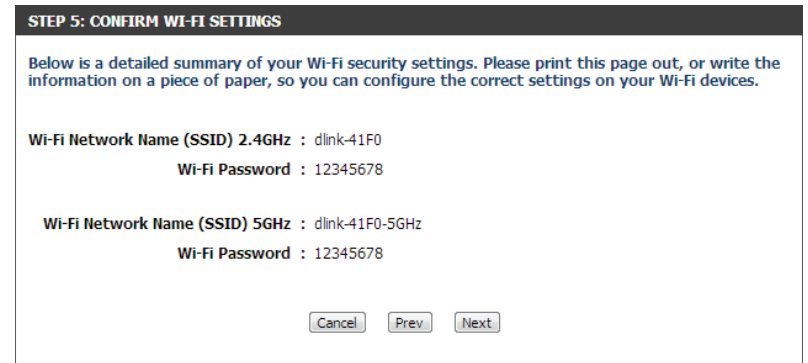 STEP 5: CONFIRM WI-FI SETTINGS
Below is a detailed summary of your Wi-Fi security settings. Please print this page out, or write the
information on a piece of paper, so you can configure the correct settings on your Wi-Fi devices.
Wi-Fi Network Name (SSID) 2.4GHz : dlink-41F0
Wi-Fi Password : 12345678
Wi-Fi Network Name (SSID) 5GHz : dlink-41F0-5GHz
Wi-Fi Password : 12345678
Cancel Prev Next